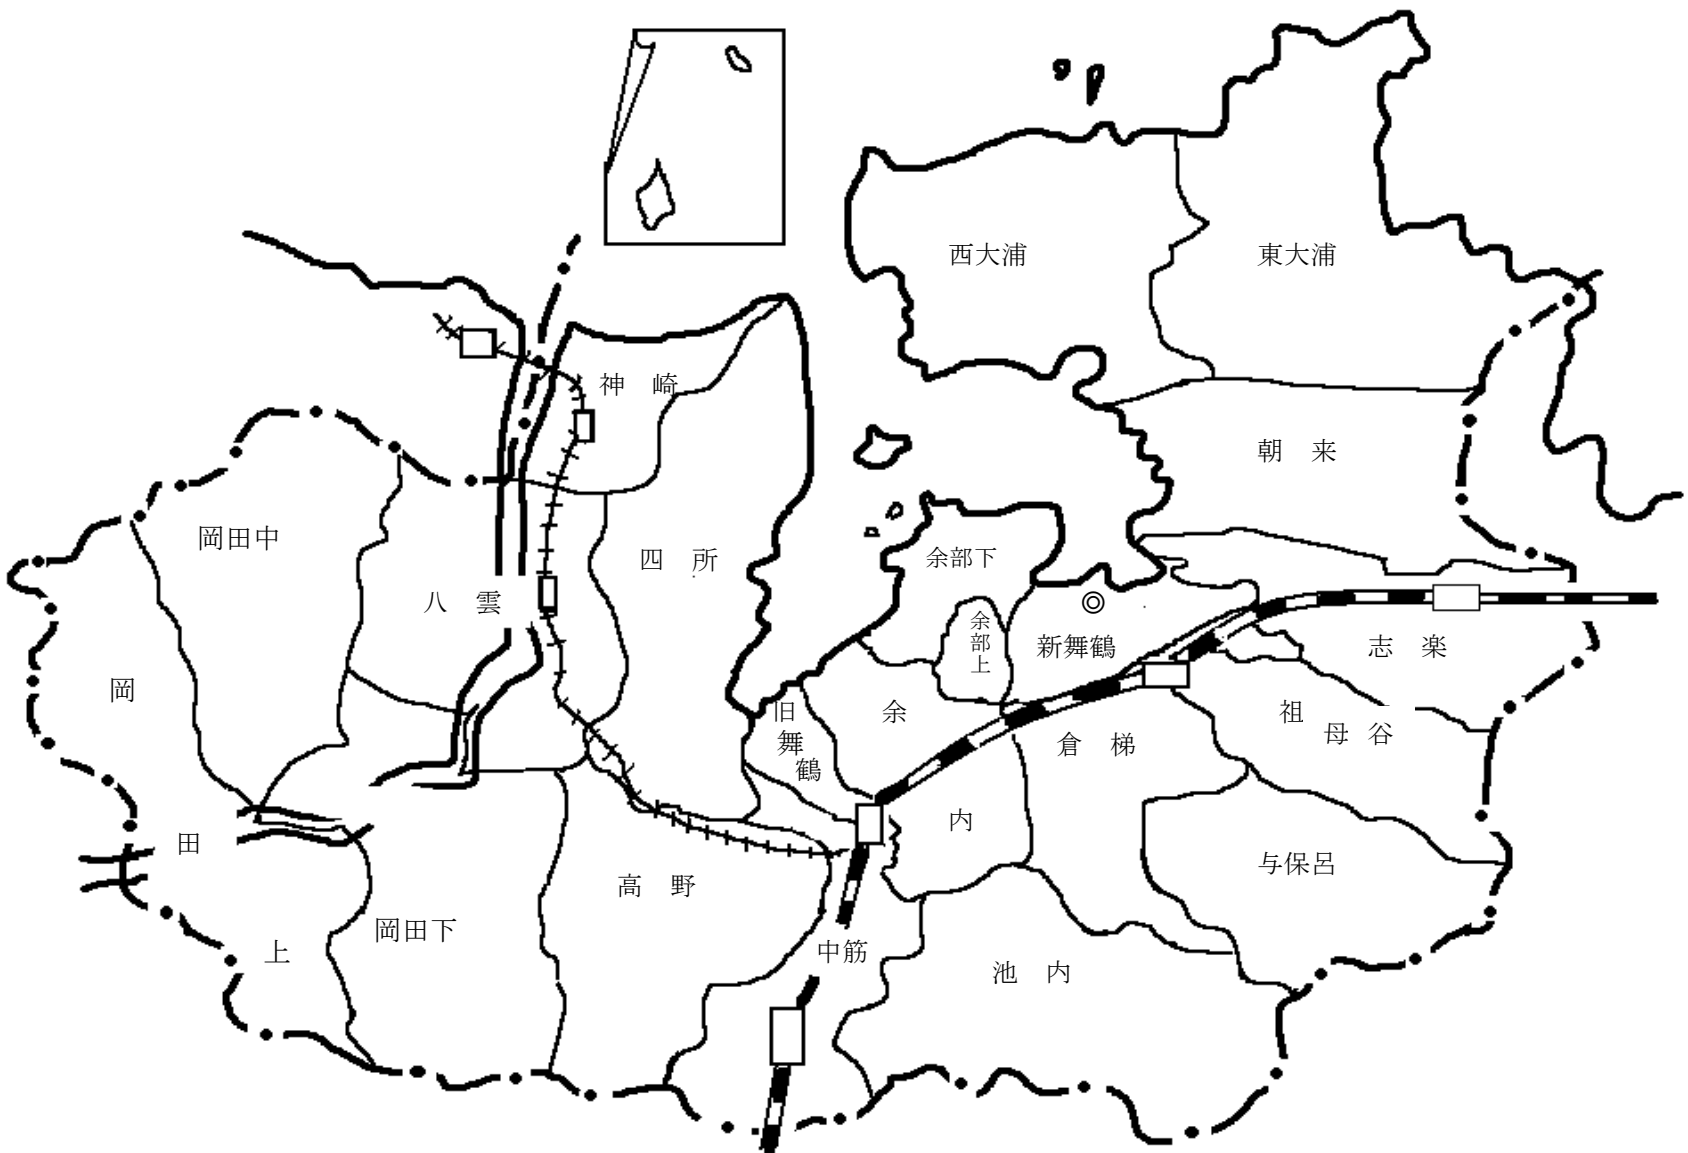 西大浦
東大浦
神崎
朝来
岡田中
四所
余部下
八雲
余部上
新舞鶴
志楽
岡田上
旧舞鶴
余内
倉梯
祖母谷
高野
与保呂
岡田下
中筋
池内